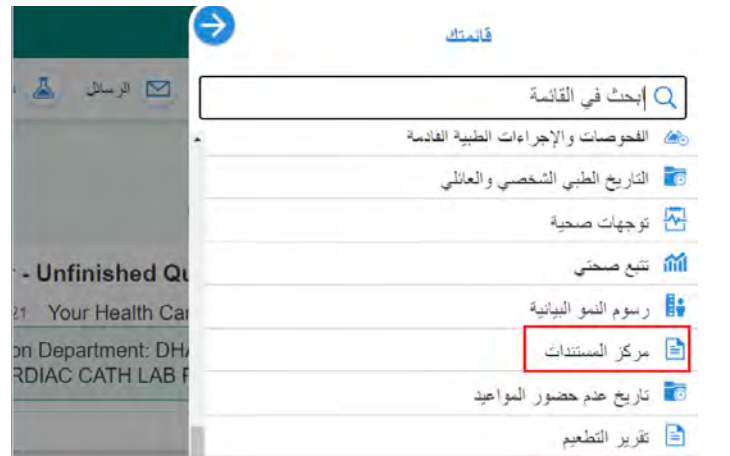 قائمتك
الرسائل
ابحث في القائمة
الفحوصات والإجراءات الطبية القادمة
التاريخ الطبي الشخصي والعائلي
توجهات صحية
تتبع صحتي
رسوم النمو البيانية
مركز المستندات
تاريخ عدم حضور المواعيد
تقرير التطعيم
- Unfinished Qu
21 Your Health Car
on Department: DHA
RDIAC CATH LAB F